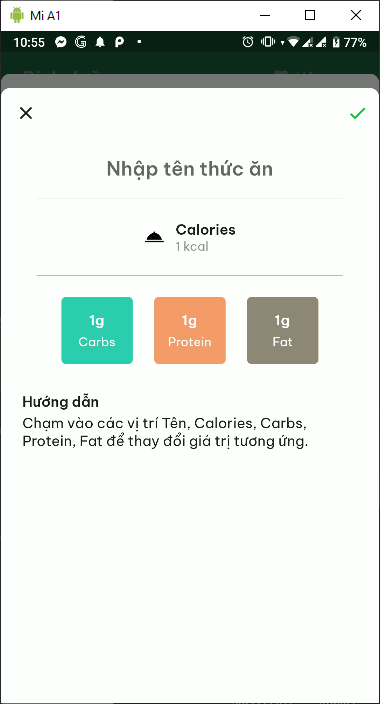 Mi A1
10:55
77%
Nhập tên thức ăn
Calories
1 kcal
1g
Carbs
1g
Protein
1g
Fat
Hướng dẫn
Chạm vào các vị trí Tên, Calories, Carbs,
Protein, Fat để thay đổi giá trị tương ứng.